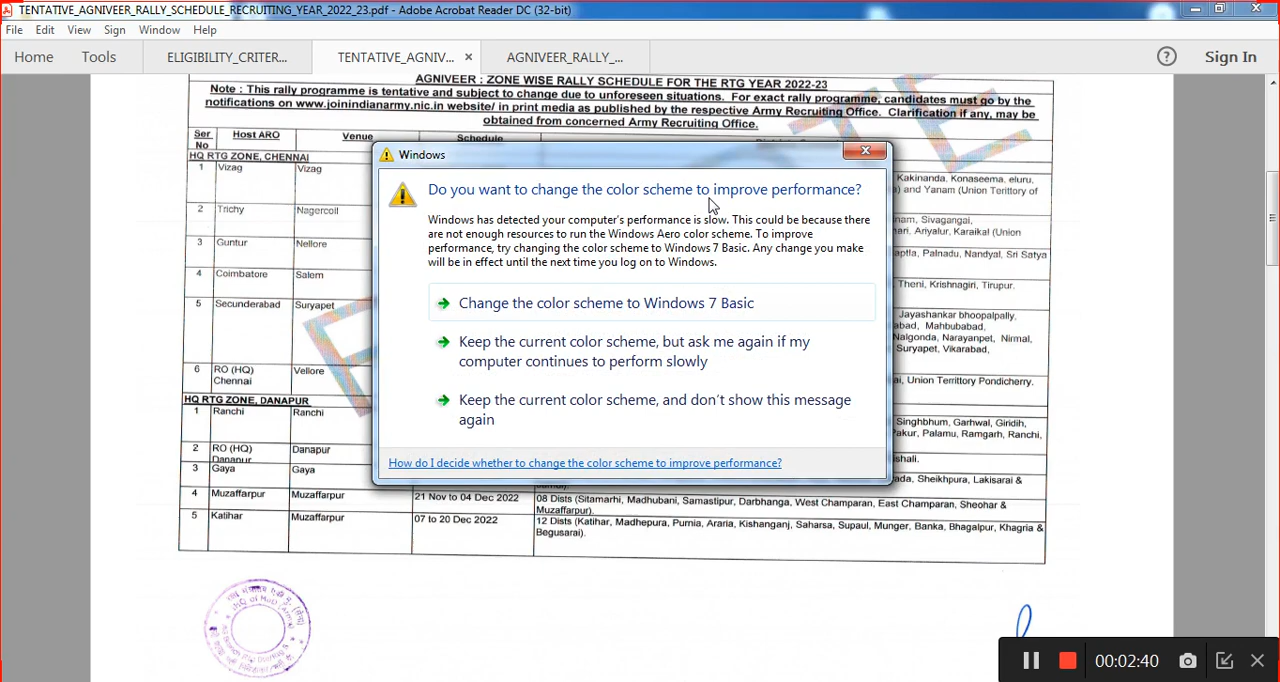 TENTATIVE_AGNIVEER_RALLY_SCHEDULE_RECRUITING_YEAR_2022_23.pdf - Adobe Acrobat Reader DC (32-bit)
File Edit View Sign Window Help
Home Tools ELIGIBILITY_CRITER... TENTATIVE_AGNIV... × AGNIVEER_RALLY_... Sign In
AGNIVEER : ZONE WISE RALLY SCHEDULE FOR THE RTG YEAR 2022-23
Note : This rally programme is tentative and subject to change due to unforeseen situations. For exact rally programme, candidates must go by the
notifications on www.joinindianarmy.nic.in website/ in print media as published by the respective Army Recruiting Office. Clarification if any, may be
obtained from concerned Army Recruiting Office.
Ser No Host ARO Venue Schedule
HQ RTG ZONE, CHENNAI
1 Vizag Vizag Kakinada, Konaseema, eluru,
) and Yanam (Union Teritory of
2 Trichy Nagercoil nam, Sivagangai,
hari, Ariyalur, Karaikal (Union
3 Guntur Nellore aptla, Palnadu, Nandyal, Sri Satya
4 Coimbatore Salem Theni, Krishnagiri, Tirupur.
5 Secunderabad Suryapet Jayashankar bhoopalpally,
abad, Mahbubabad,
Nalgonda, Narayanpet, Nirmal,
Suryapet, Vikarabad,
6 RO (HQ) Chennai Vellore ai, Union Territtory Pondicherry.
HQ RTG ZONE, DANAPUR
1 Ranchi Ranchi Singhbhum, Garhwal, Giridih,
Pakur, Palamu, Ramgarh, Ranchi,
2 RO (HQ) Danapur Danapur shali.
3 Gaya Gaya ada, Sheikhpura, Lakisarai &
4 Muzaffarpur Muzaffarpur 21 Nov to 04 Dec 2022 08 Dists (Sitamarhi, Madhubani, Samastipur, Darbhanga, West Champaran, East Champaran, Sheohar &
Muzaffarpur).
5 Katihar Muzaffarpur 07 to 20 Dec 2022 12 Dists (Katihar, Madhepura, Purnia, Araria, Kishanganj, Saharsa, Supaul, Munger, Banka, Bhagalpur, Khagria &
Begusarai).
Windows
Do you want to change the color scheme to improve performance?
Windows has detected your computer's performance is slow. This could be because there
are not enough resources to run the Windows Aero color scheme. To improve
performance, try changing the color scheme to Windows 7 Basic. Any change you make
will be in effect until the next time you log on to Windows.
Change the color scheme to Windows 7 Basic
Keep the current color scheme, but ask me again if my
computer continues to perform slowly
Keep the current color scheme, and don't show this message
again
How do I decide whether to change the color scheme to improve performance?
00:02:40